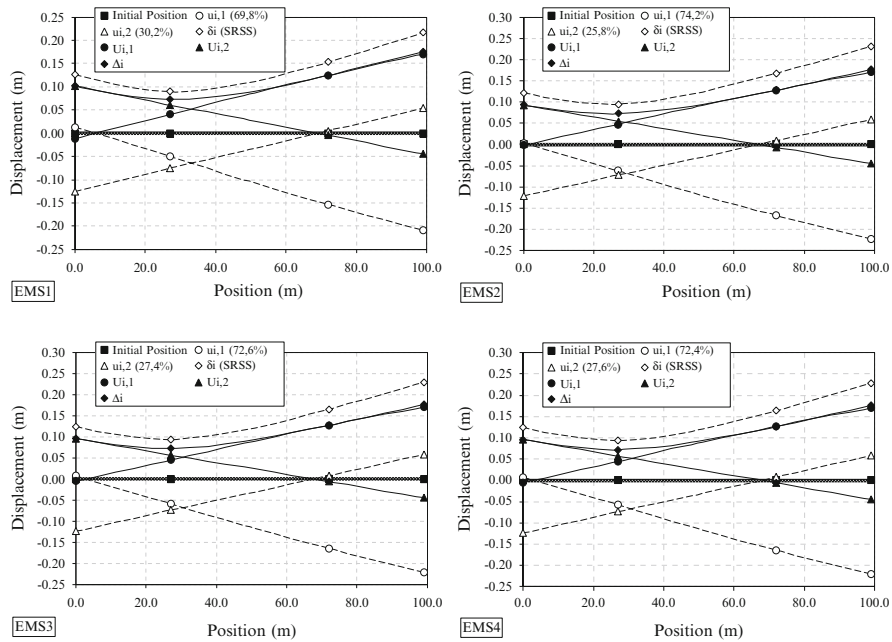 Initial Position ui,1 (69,8%)
ui,2 (30,2%) δi (SRSS)
Ui,1 Ui,2
Δi
0.25
0.20
0.15
0.10
0.05
0.00
-0.05
-0.10
-0.15
-0.20
0.25
Displacement (m)
0.0 20.0 40.0 60.0 80.0 100.0
Position (m)
EMS1
Initial Position ui,1 (74,2%)
ui,2 (25,8%) δi (SRSS)
Ui,1 Ui,2
Δi
0.30
0.25
0.20
0.15
0.10
0.05
0.00
-0.05
-0.10
-0.15
-0.20
-0.25
Displacement (m)
0.0 20.0 40.0 60.0 80.0 100.0
Position (m)
EMS2
Initial Position ui,1 (72,6%)
ui,2 (27,4%) δi (SRSS)
Ui,1 Ui,2
Δi
0.30
0.25
0.20
0.15
0.10
0.05
0.00
-0.05
-0.10
-0.15
-0.20
-0.25
Displacement (m)
0.0 20.0 40.0 60.0 80.0 100.0
Position (m)
EMS3
Initial Position ui,1 (72,4%)
ui,2 (27,6%) δi (SRSS)
Ui,1 Ui,2
Δi
0.30
0.25
0.20
0.15
0.10
0.05
0.00
-0.05
-0.10
-0.15
-0.20
-0.25
Displacement (m)
0.0 20.0 40.0 60.0 80.0 100.0
Position (m)
EMS4